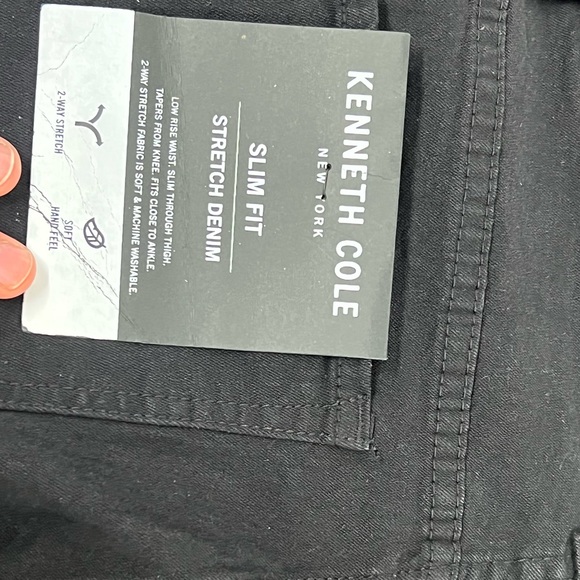 KENNETH COLE
NEW YORK
SLIM FIT
STRETCH DENIM
LOW RISE WAIST. SLIM THROUGH THIGH.
TAPERS FROM KNEE. FITS CLOSE TO ANKLE.
2-WAY STRETCH FABRIC IS SOFT & MACHINE WASHABLE.
2-WAY STRETCH
SOFT
HAND FEEL